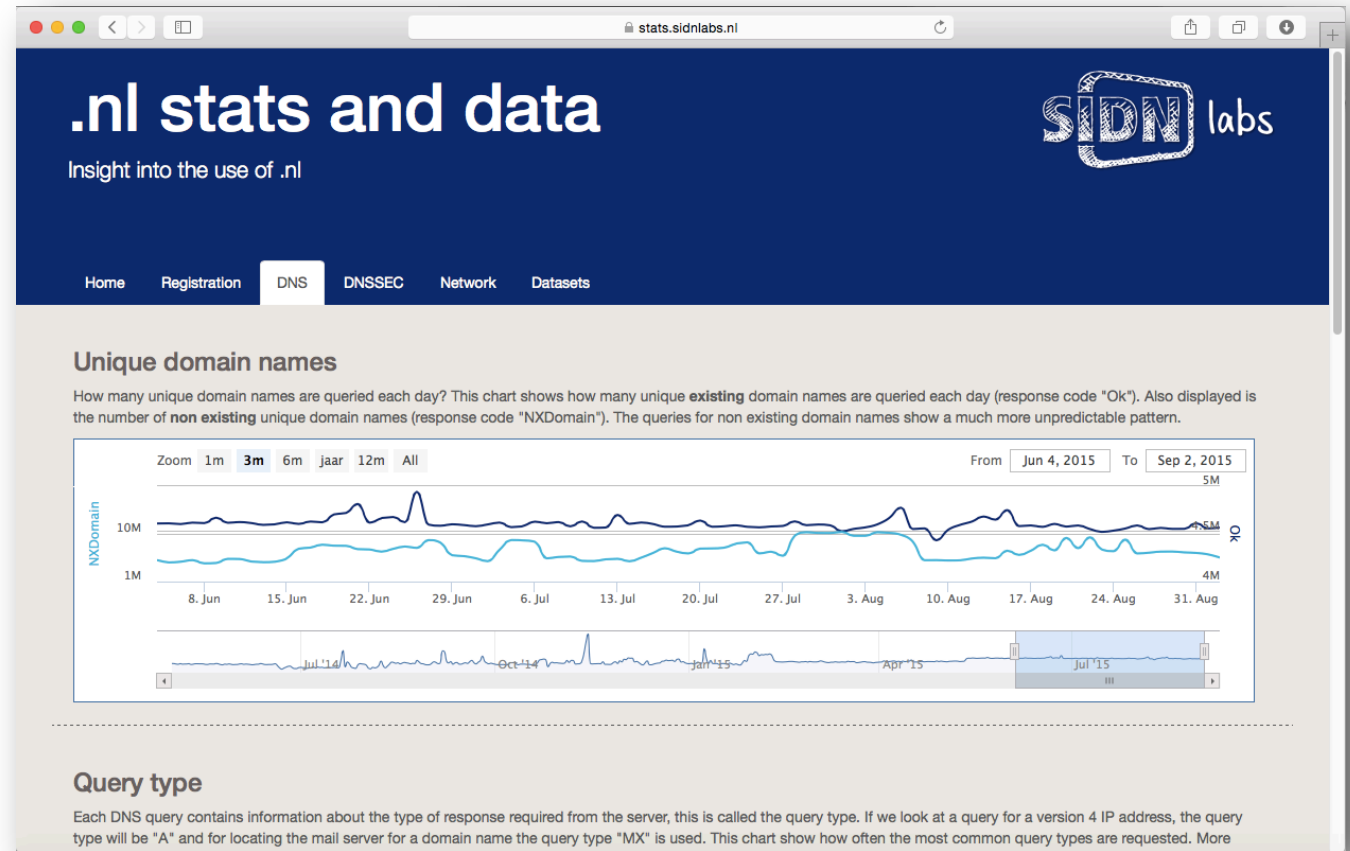 stats.sidnlabs.nl
.nl stats and data
SIDN labs
Insight into the use of .nl
Home Registration DNS DNSSEC Network Datasets
Unique domain names
How many unique domain names are queried each day? This chart shows how many unique existing domain names are queried each day (response code "Ok"). Also displayed is
the number of non existing unique domain names (response code "NXDomain"). The queries for non existing domain names show a much more unpredictable pattern.
Zoom 1m 3m 6m jaar 12m All From Jun 4, 2015 To Sep 2, 2015
5M
NXDomain
10M 4.5M
Ok
1M 4M
8. Jun 15. Jun 22. Jun 29. Jun 6. Jul 13. Jul 20. Jul 27. Jul 3. Aug 10. Aug 17. Aug 24. Aug 31. Aug
Jul '14 Oct '14 Jan '15 Apr '15 Jul '15
Query type
Each DNS query contains information about the type of response required from the server, this is called the query type. If we look at a query for a version 4 IP address, the query
type will be "A" and for locating the mail server for a domain name the query type "MX" is used. This chart show how often the most common query types are requested. More